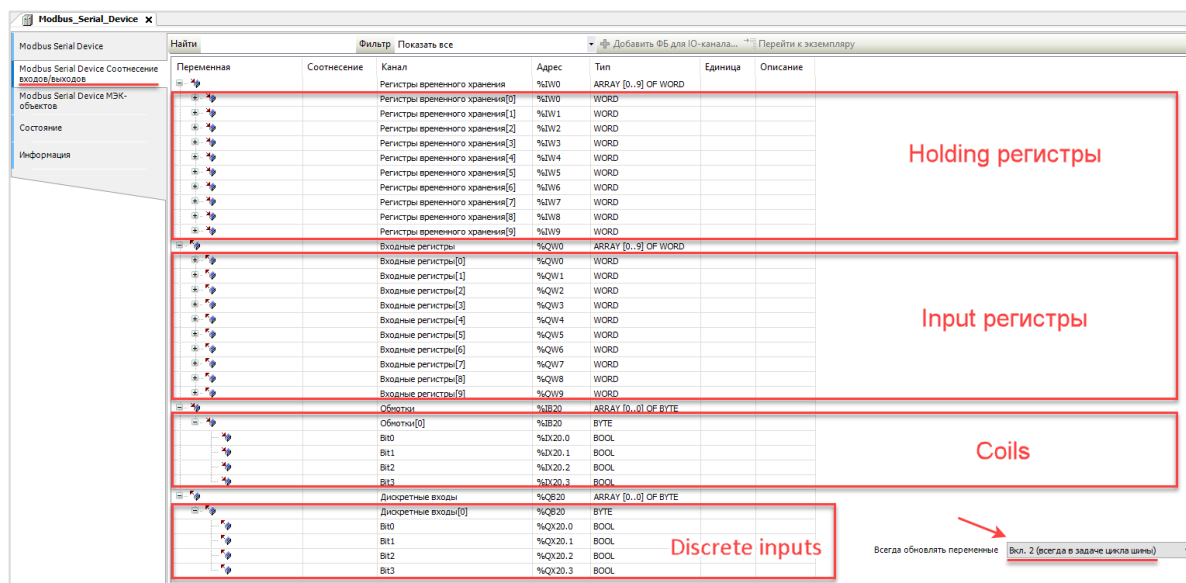 Modbus_Serial_Device X
Modbus Serial Device
Modbus Serial Device Соотнесение
входов/выходов
Modbus Serial Device МЭК-
объектов
Состояние
Информация
Найти Фильтр Показать все Добавить ФБ для IO-канала... Перейти к экземпляру
Переменная Соотнесение Канал Адрес Тип Единица Описание
Регистры временного хранения %IW0 ARRAY [0..9] OF WORD
Регистры временного хранения[0] %IW0 WORD
Регистры временного хранения[1] %IW1 WORD
Регистры временного хранения[2] %IW2 WORD
Регистры временного хранения[3] %IW3 WORD
Регистры временного хранения[4] %IW4 WORD
Регистры временного хранения[5] %IW5 WORD
Регистры временного хранения[6] %IW6 WORD
Регистры временного хранения[7] %IW7 WORD
Регистры временного хранения[8] %IW8 WORD
Регистры временного хранения[9] %IW9 WORD
Holding регистры
Входные регистры %QW0 ARRAY [0..9] OF WORD
Входные регистры[0] %QW0 WORD
Входные регистры[1] %QW1 WORD
Входные регистры[2] %QW2 WORD
Входные регистры[3] %QW3 WORD
Входные регистры[4] %QW4 WORD
Входные регистры[5] %QW5 WORD
Входные регистры[6] %QW6 WORD
Входные регистры[7] %QW7 WORD
Входные регистры[8] %QW8 WORD
Входные регистры[9] %QW9 WORD
Input регистры
Обмотки %IB20 ARRAY [0..0] OF BYTE
Обмотки[0] %IB20 BYTE
Bit0 %IX20.0 BOOL
Bit1 %IX20.1 BOOL
Bit2 %IX20.2 BOOL
Bit3 %IX20.3 BOOL
Coils
Дискретные входы %QB20 ARRAY [0..0] OF BYTE
Дискретные входы[0] %QB20 BYTE
Bit0 %QX20.0 BOOL
Bit1 %QX20.1 BOOL
Bit2 %QX20.2 BOOL
Bit3 %QX20.3 BOOL
Discrete inputs
Всегда обновлять переменные Вкл. 2 (всегда в задаче цикла шины)